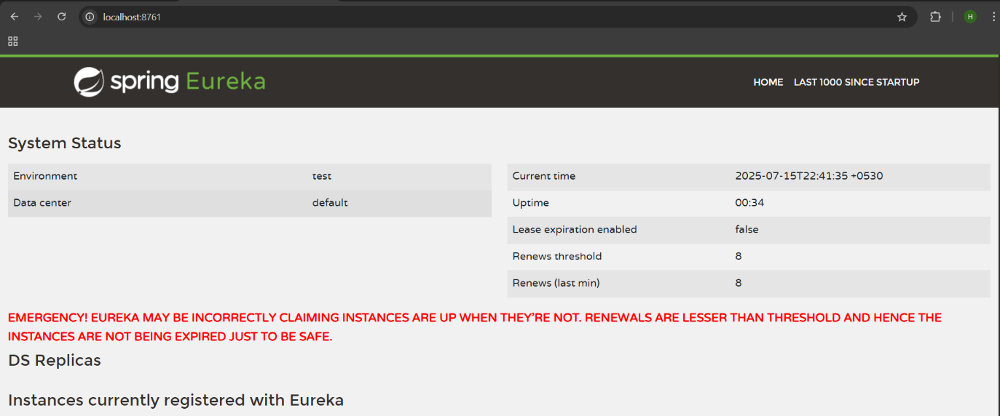 localhost:8761
H
spring Eureka
HOME LAST 1000 SINCE STARTUP
System Status
Environment test
Data center default
Current time 2025-07-15T22:41:35 +0530
Uptime 00:34
Lease expiration enabled false
Renews threshold 8
Renews (last min) 8
EMERGENCY! EUREKA MAY BE INCORRECTLY CLAIMING INSTANCES ARE UP WHEN THEY'RE NOT. RENEWALS ARE LESSER THAN THRESHOLD AND HENCE THE
INSTANCES ARE NOT BEING EXPIRED JUST TO BE SAFE.
DS Replicas
Instances currently registered with Eureka